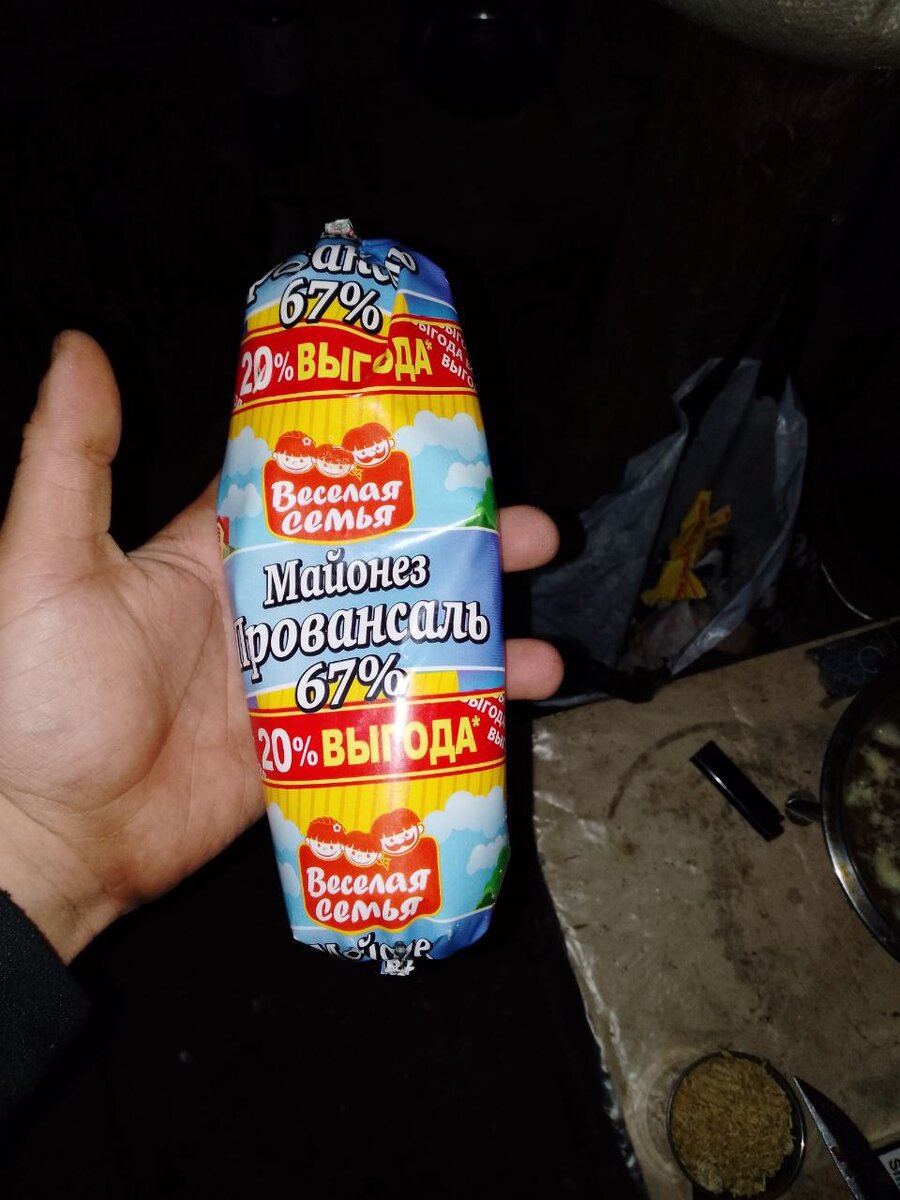 67%
20% ВЫГОДА*
Веселая
семья
Майонез
Провансаль
67%
20% ВЫГОДА*
Веселая
семья